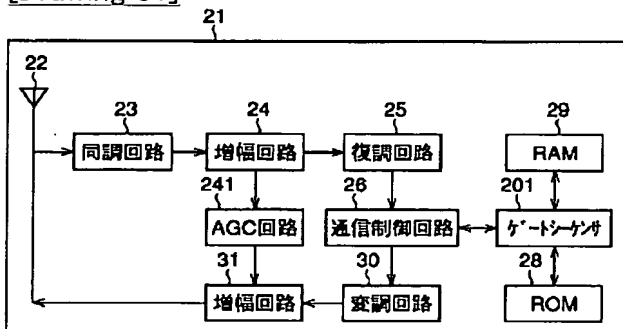 [Drawing
21
22
23
24
25
29
同調回路
増幅回路
復調回路
RAM
241
26
201
AGC回路
通信制御回路
ｹﾞｰﾄｼｰｹﾝｻ
31
30
28
増幅回路
変調回路
ROM